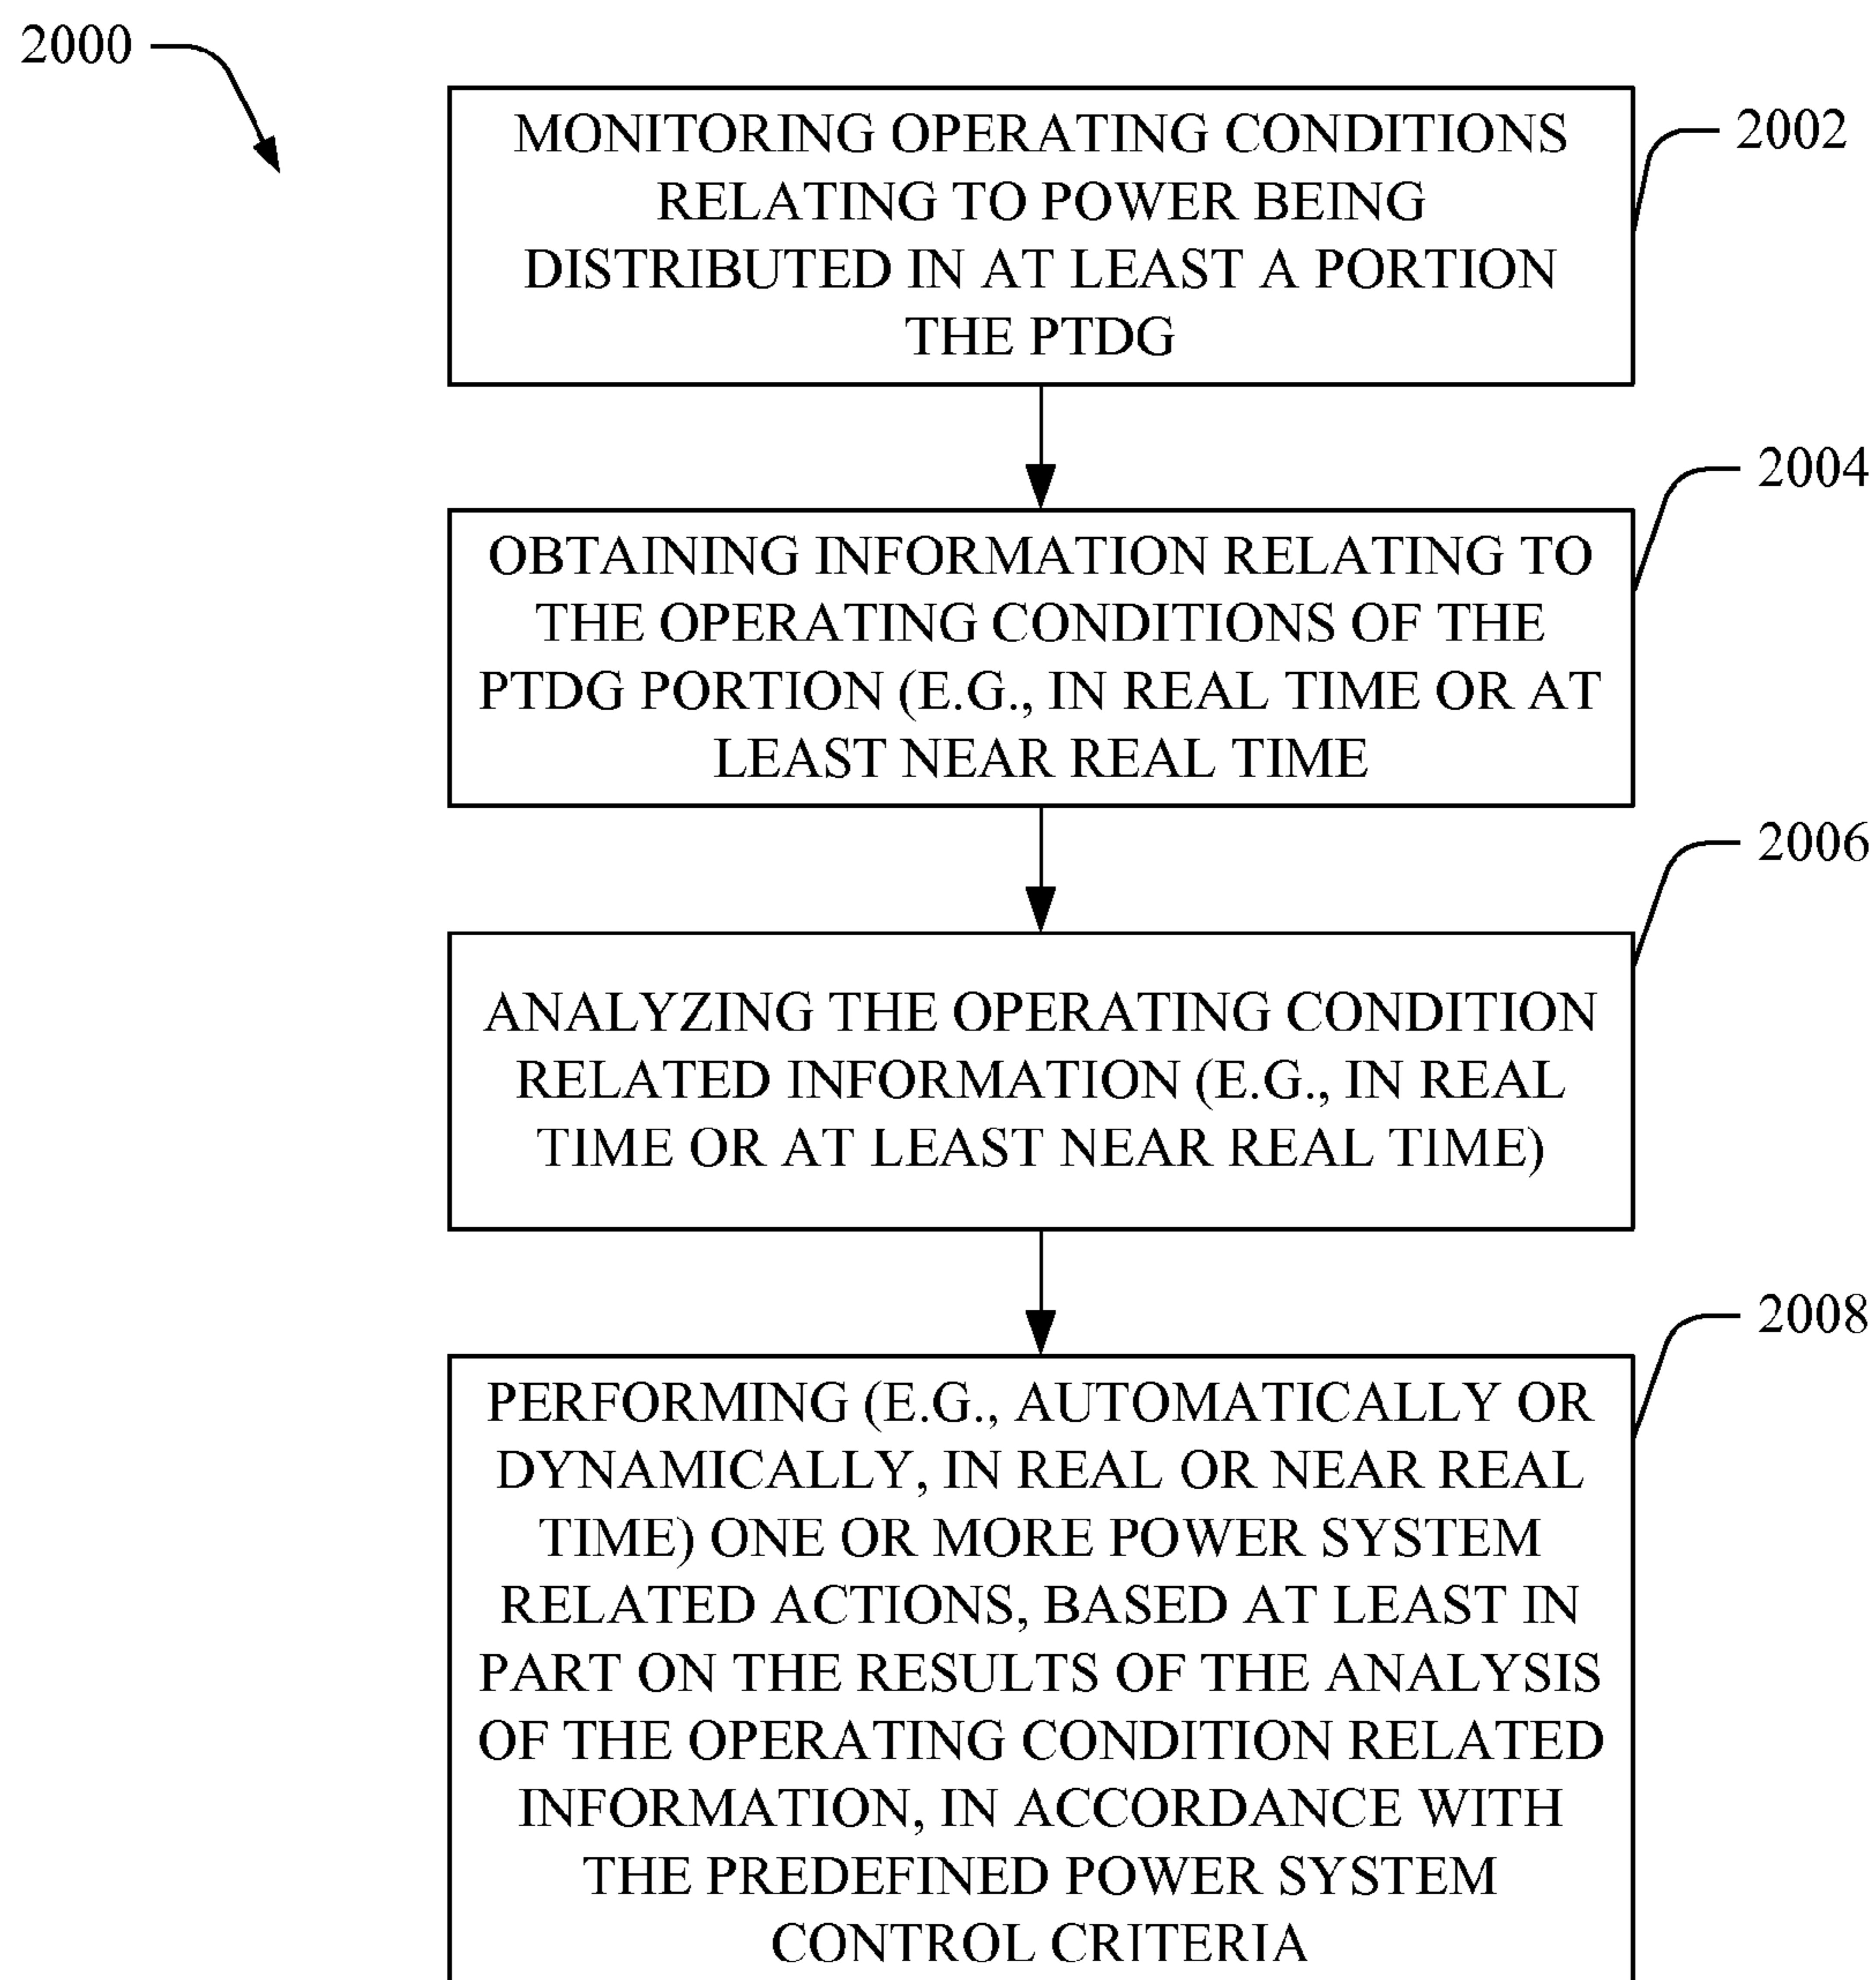 2000
MONITORING OPERATING CONDITIONS
RELATING TO POWER BEING
DISTRIBUTED IN AT LEAST A PORTION
THE PTDG
2002
OBTAINING INFORMATION RELATING TO
THE OPERATING CONDITIONS OF THE
PTDG PORTION (E.G., IN REAL TIME OR AT
LEAST NEAR REAL TIME
2004
ANALYZING THE OPERATING CONDITION
RELATED INFORMATION (E.G., IN REAL
TIME OR AT LEAST NEAR REAL TIME)
2006
PERFORMING (E.G., AUTOMATICALLY OR
DYNAMICALLY, IN REAL OR NEAR REAL
TIME) ONE OR MORE POWER SYSTEM
RELATED ACTIONS, BASED AT LEAST IN
PART ON THE RESULTS OF THE ANALYSIS
OF THE OPERATING CONDITION RELATED
INFORMATION, IN ACCORDANCE WITH
THE PREDEFINED POWER SYSTEM
CONTROL CRITERIA
2008